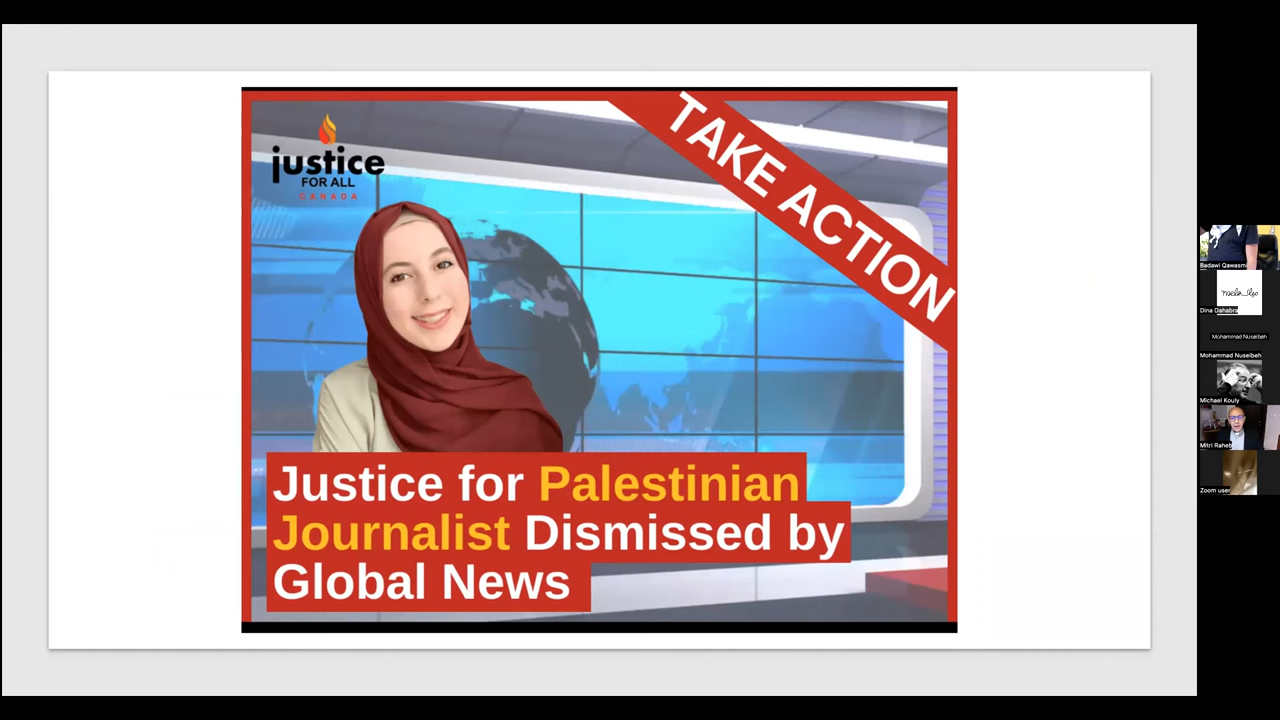 justice
FOR ALL
CANADA
TAKE ACTION
Justice for Palestinian
Journalist Dismissed by
Global News
Badawi Qawasmi
Dina Dahabra
Mohammad Nuseibeh
Mohammad Nuseibeh
Michael Kouly
Mitri Raheb
Zoom user